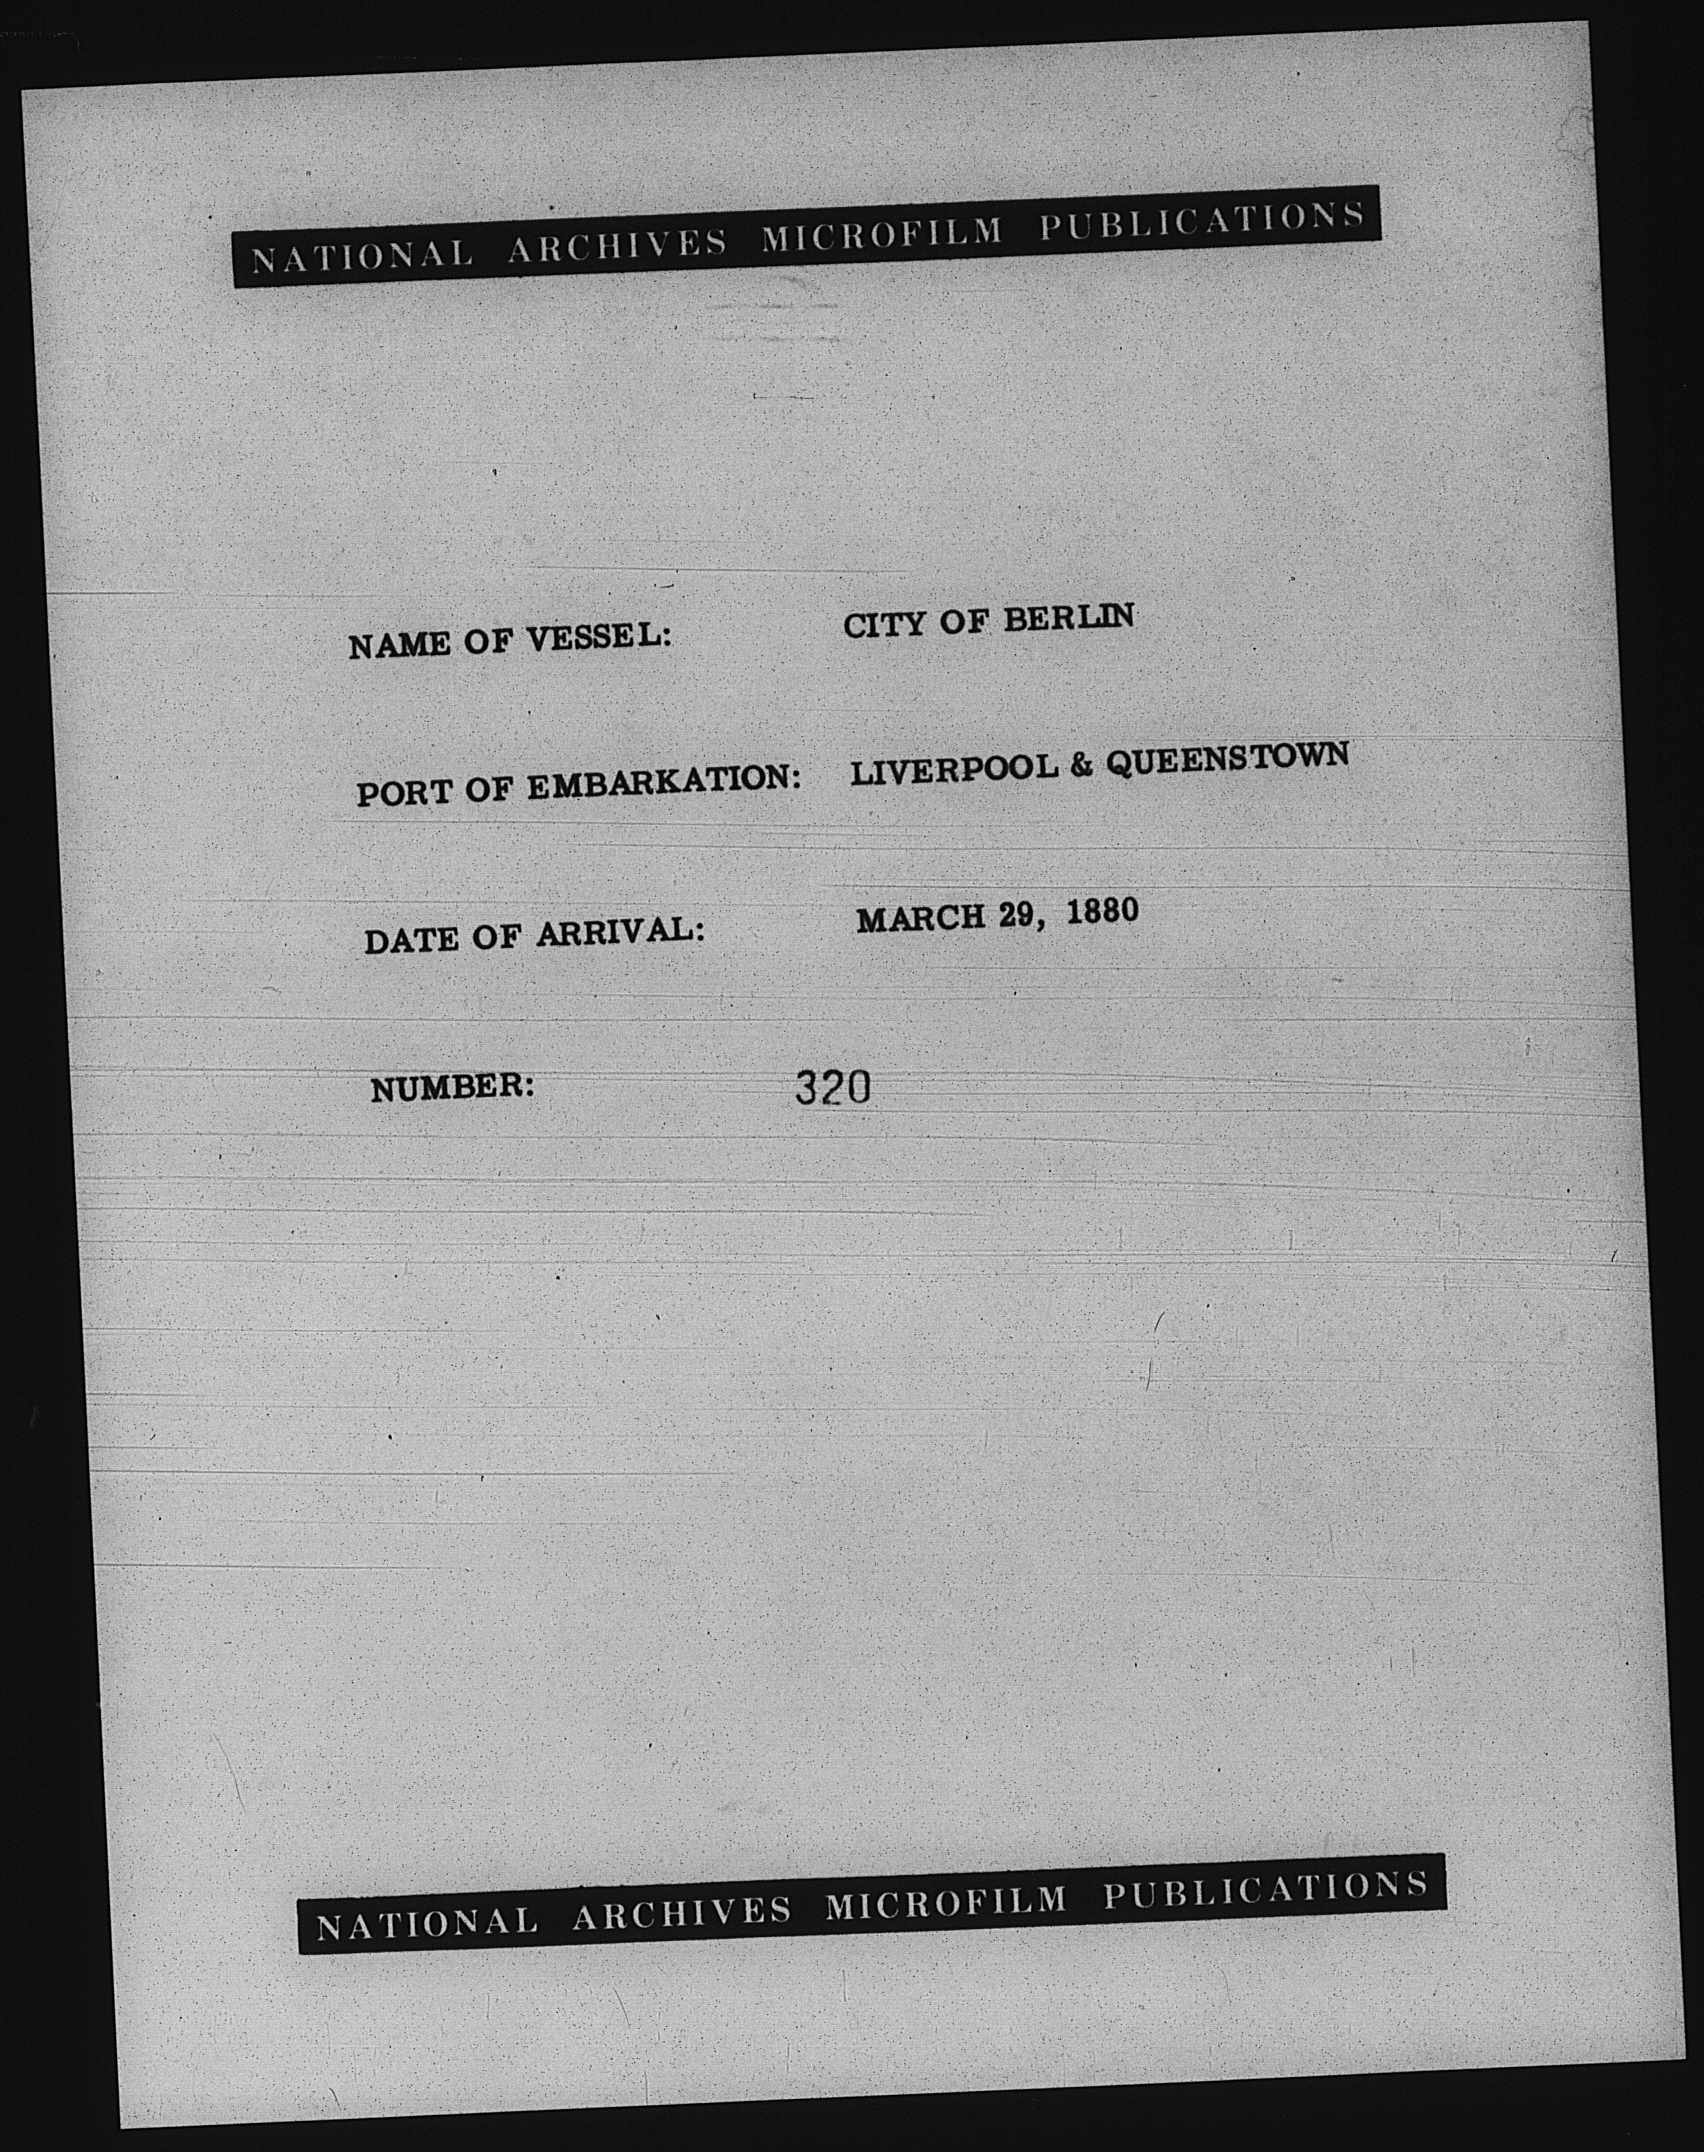 NATIONAL ARCHIVES MICROFILM PUBLICATIONS
NAME OF VESSEL: CITY OF BERLIN
PORT OF EMBARKATION: LIVERPOOL & QUEENSTOWN
DATE OF ARRIVAL: MARCH 29, 1880
NUMBER: 320
NATIONAL ARCHIVES MICROFILM PUBLICATIONS